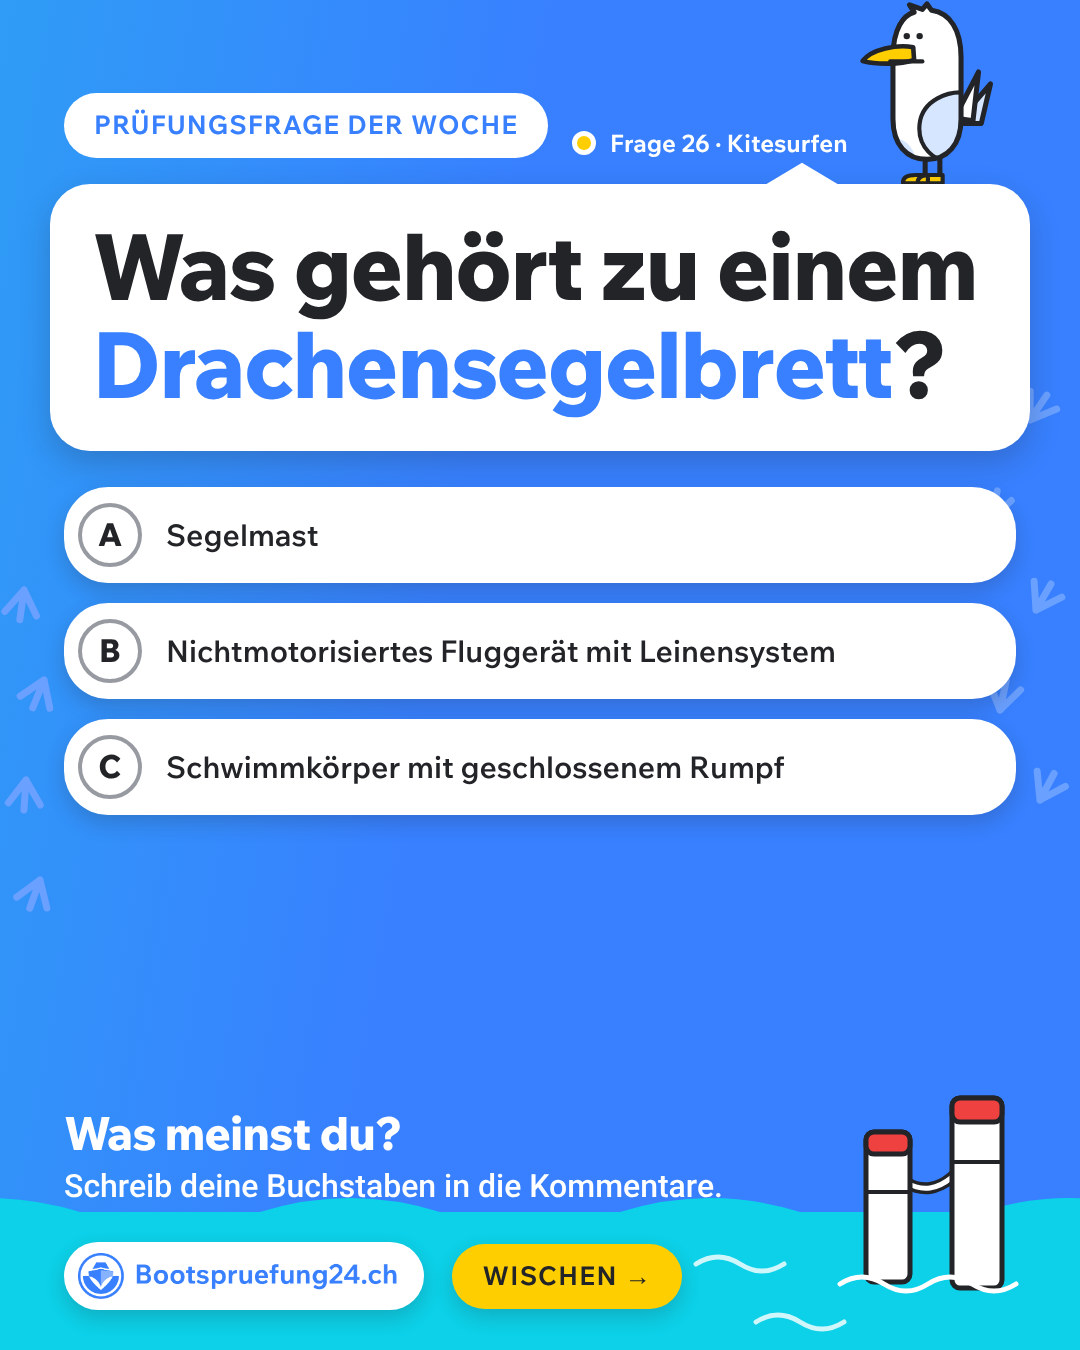 PRÜFUNGSFRAGE DER WOCHE
Frage 26 · Kitesurfen
Was gehört zu einem
Drachensegelbrett?
A Segelmast
B Nichtmotorisiertes Fluggerät mit Leinensystem
C Schwimmkörper mit geschlossenem Rumpf
Was meinst du?
Schreib deine Buchstaben in die Kommentare.
Bootspruefung24.ch
WISCHEN →